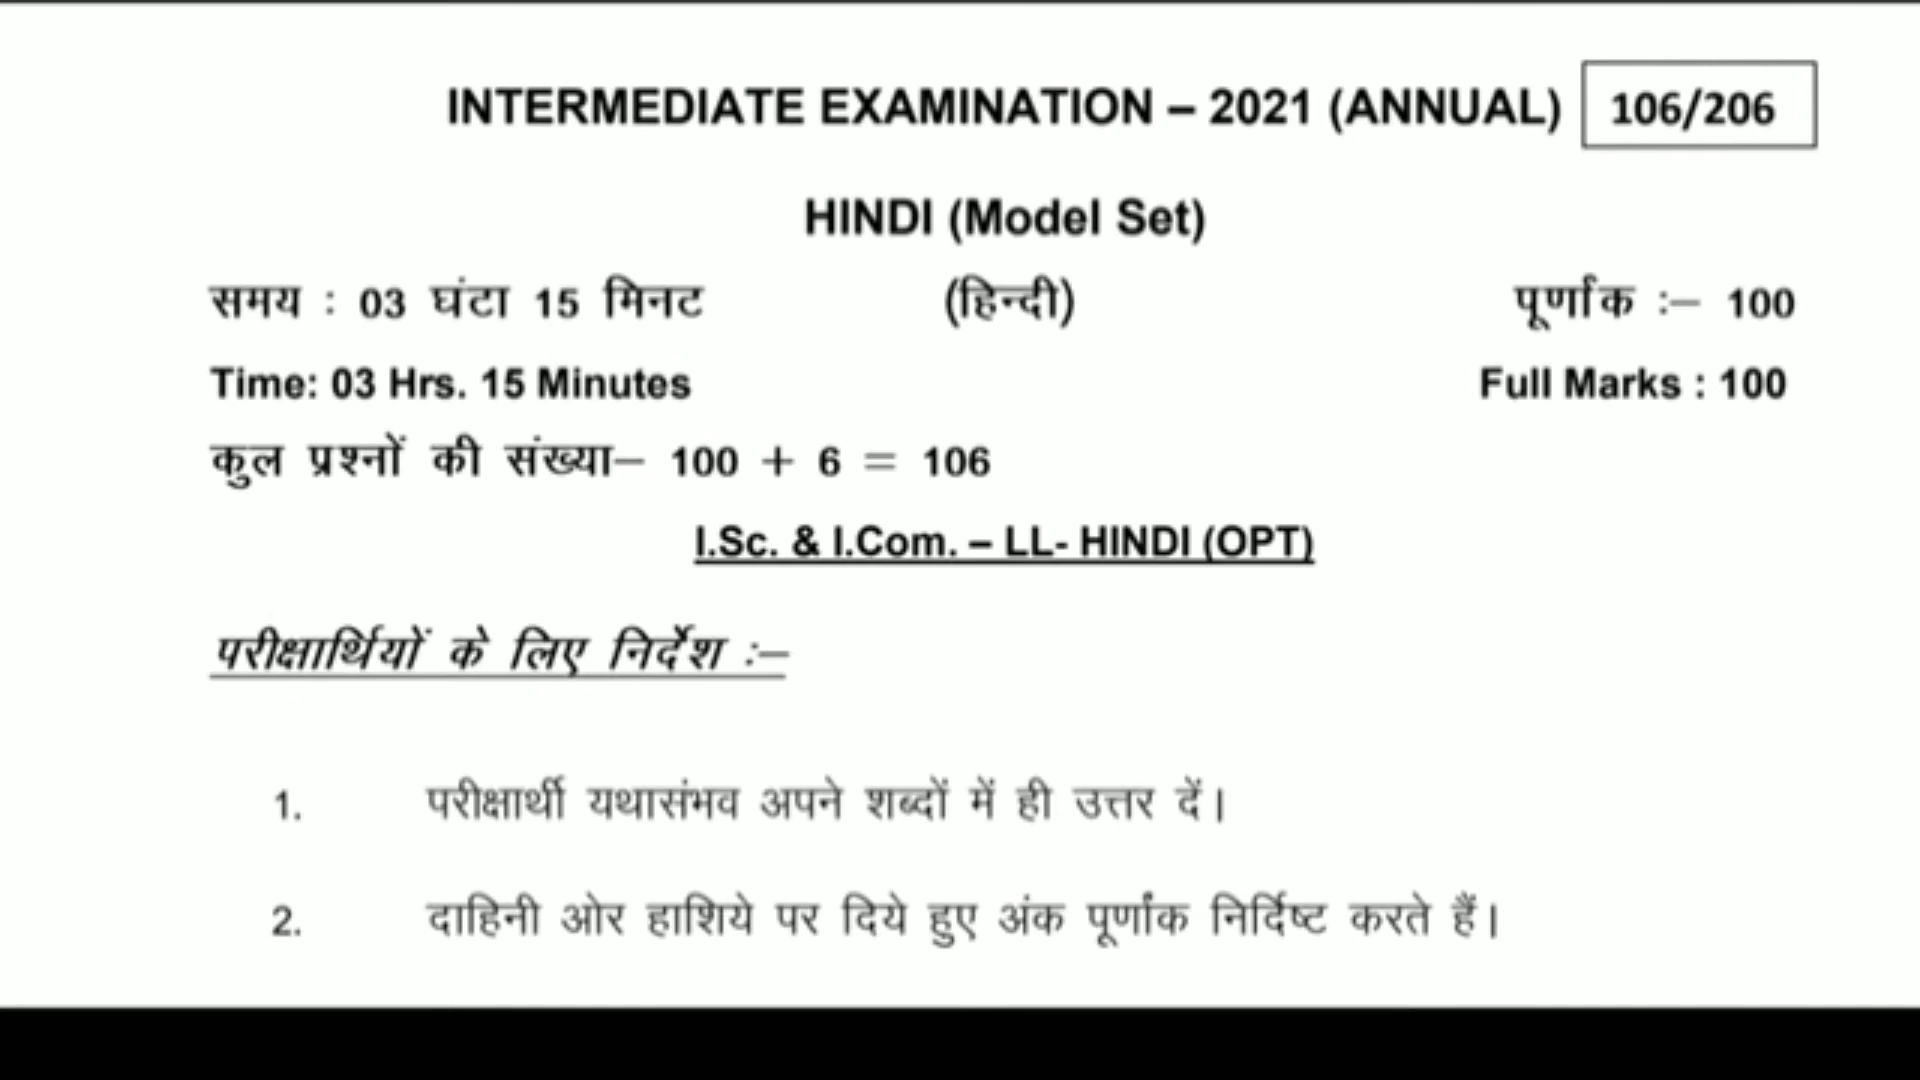 INTERMEDIATE EXAMINATION – 2021 (ANNUAL) 106/206
HINDI (Model Set)
समय : 03 घंटा 15 मिनट (हिन्दी) पूर्णांक :– 100
Time: 03 Hrs. 15 Minutes Full Marks : 100
कुल प्रश्नों की संख्या– 100 + 6 = 106
I.Sc. & I.Com. – LL- HINDI (OPT)
परीक्षार्थियों के लिए निर्देश :–
1. परीक्षार्थी यथासंभव अपने शब्दों में ही उत्तर दें।
2. दाहिनी ओर हाशिये पर दिये हुए अंक पूर्णांक निर्दिष्ट करते हैं।